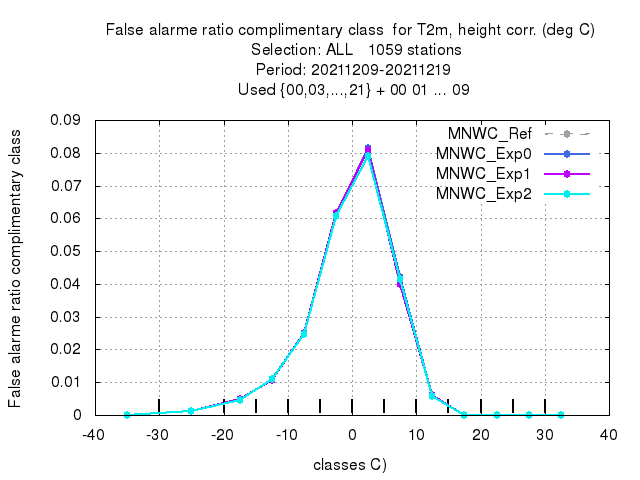 False alarme ratio complimentary class  for T2m, height corr. (deg C)
Selection: ALL   1059 stations
Period: 20211209-20211219
Used {00,03,...,21} + 00 01 ... 09
MNWC_Ref
MNWC_Exp0
MNWC_Exp1
MNWC_Exp2
False alarme ratio complimentary class
0.09
0.08
0.07
0.06
0.05
0.04
0.03
0.02
0.01
0
-40 -30 -20 -10 0 10 20 30 40
classes C)